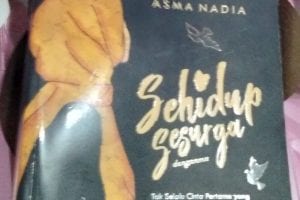 ASMA NADIA
Sehidup
Sesurga
denganmu
Tak Selalu Cinta Pertama yang